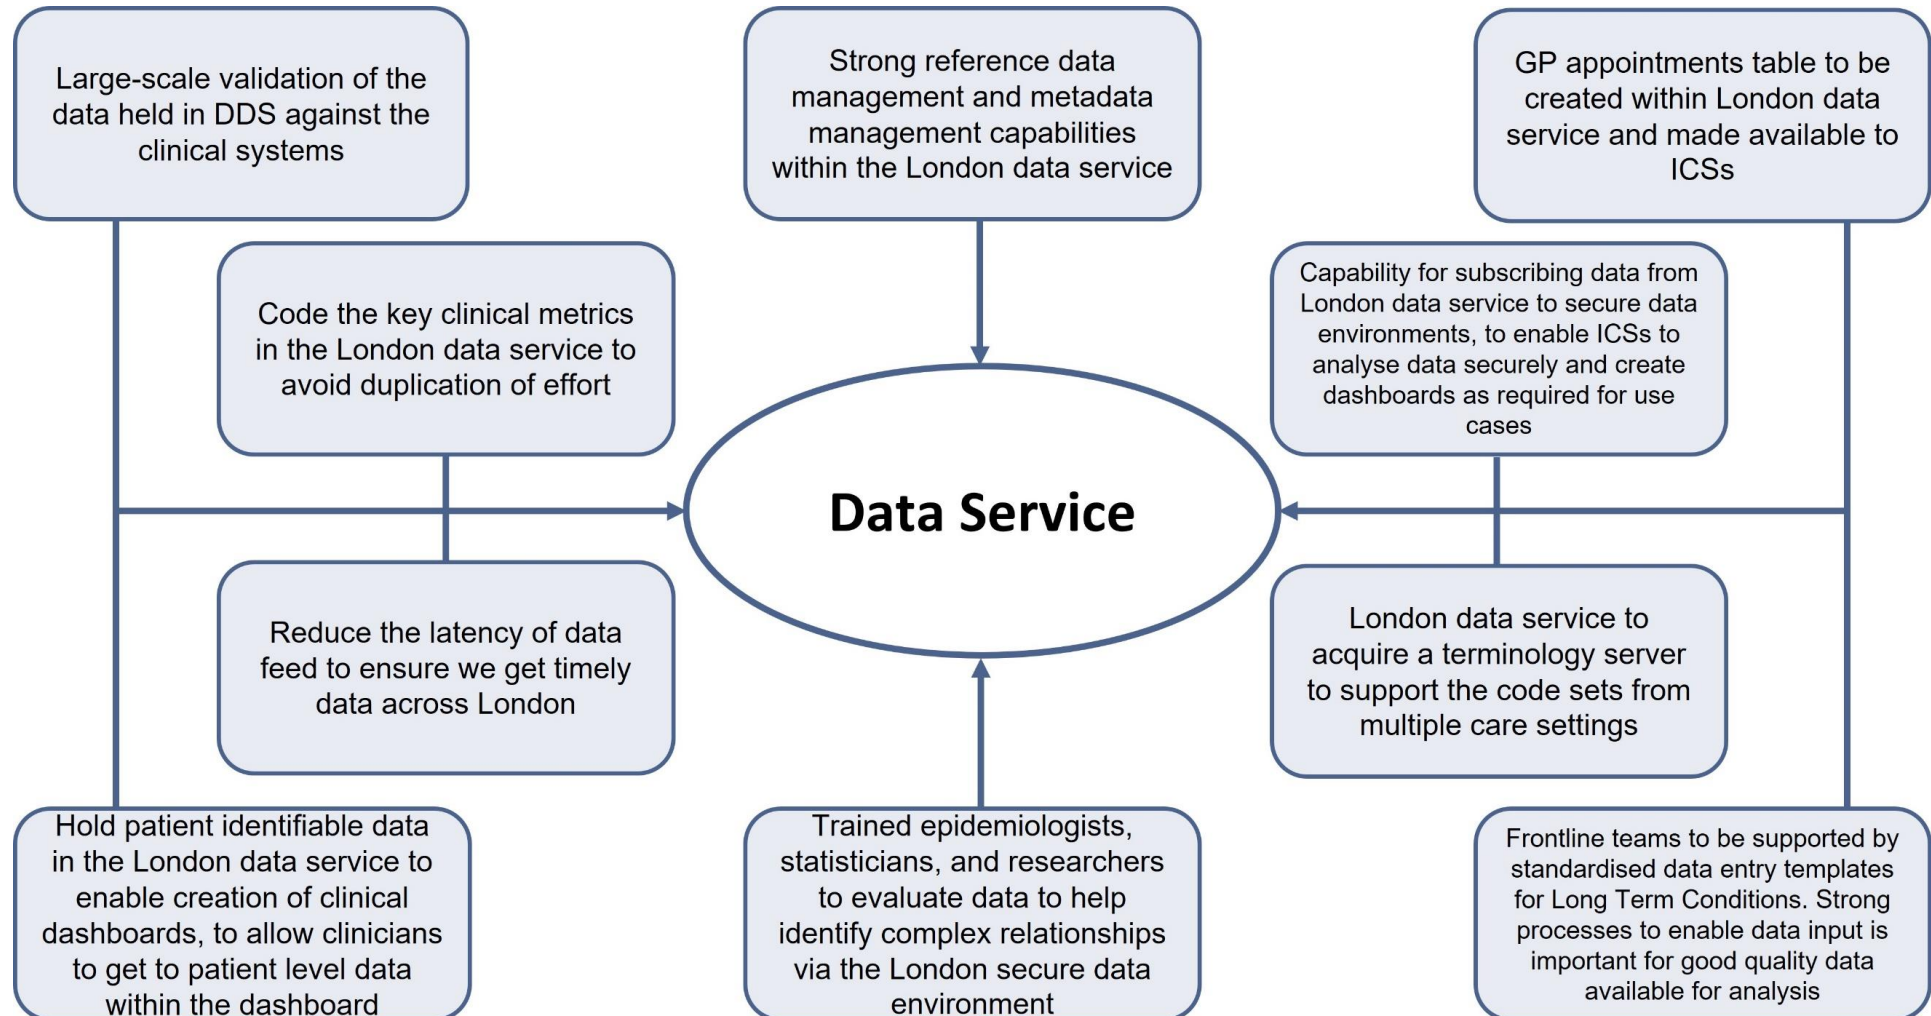 Large-scale validation of the
data held in DDS against the
clinical systems
Strong reference data
management and metadata
management capabilities
within the London data service
GP appointments table to be
created within London data
service and made available to
ICSs
Code the key clinical metrics
in the London data service to
avoid duplication of effort
Capability for subscribing data from
London data service to secure data
environments, to enable ICSs to
analyse data securely and create
dashboards as required for use
cases
Data Service
Reduce the latency of data
feed to ensure we get timely
data across London
London data service to
acquire a terminology server
to support the code sets from
multiple care settings
Hold patient identifiable data
in the London data service to
enable creation of clinical
dashboards, to allow clinicians
to get to patient level data
within the dashboard
Trained epidemiologists,
statisticians, and researchers
to evaluate data to help
identify complex relationships
via the London secure data
environment
Frontline teams to be supported by
standardised data entry templates
for Long Term Conditions. Strong
processes to enable data input is
important for good quality data
available for analysis